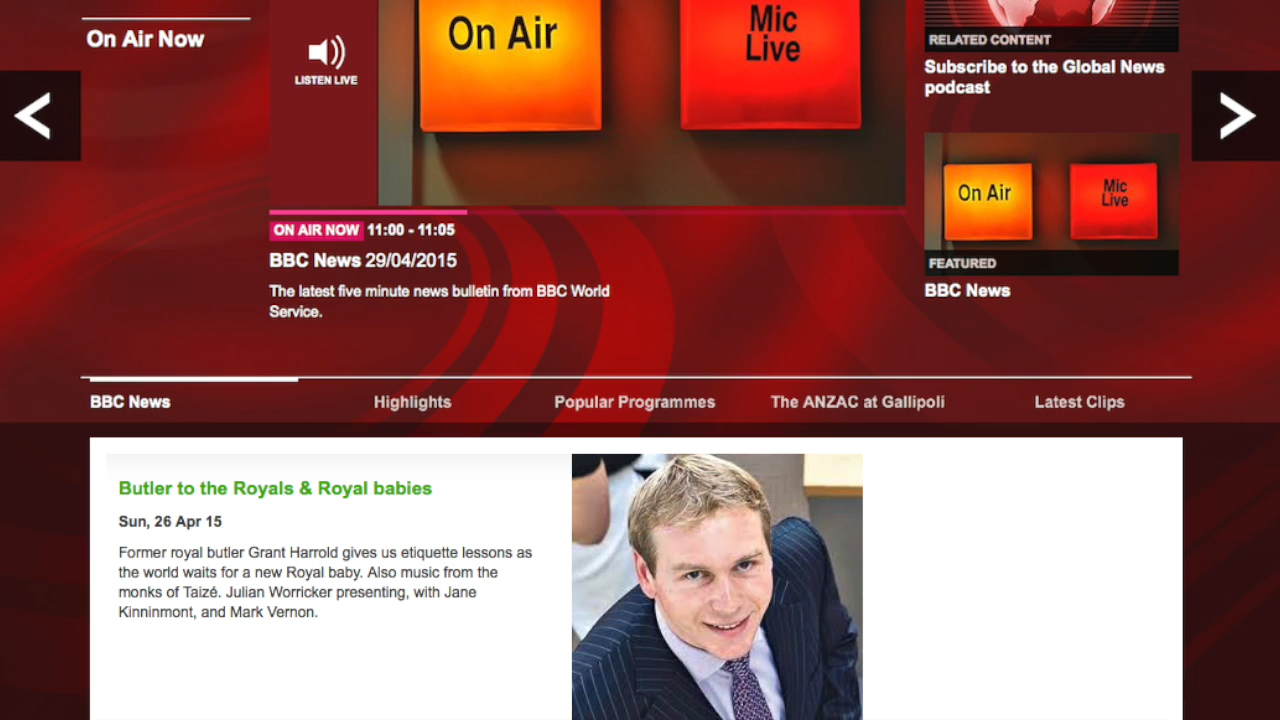 On Air Now
LISTEN LIVE
On Air
Mic
Live
ON AIR NOW 11:00 - 11:05
BBC News 29/04/2015
The latest five minute news bulletin from BBC World
Service.
RELATED CONTENT
Subscribe to the Global News
podcast
On Air
Mic
Live
FEATURED
BBC News
BBC News
Highlights
Popular Programmes
The ANZAC at Gallipoli
Latest Clips
Butler to the Royals & Royal babies
Sun, 26 Apr 15
Former royal butler Grant Harrold gives us etiquette lessons as
the world waits for a new Royal baby. Also music from the
monks of Taizé. Julian Worricker presenting, with Jane
Kinninmont, and Mark Vernon.